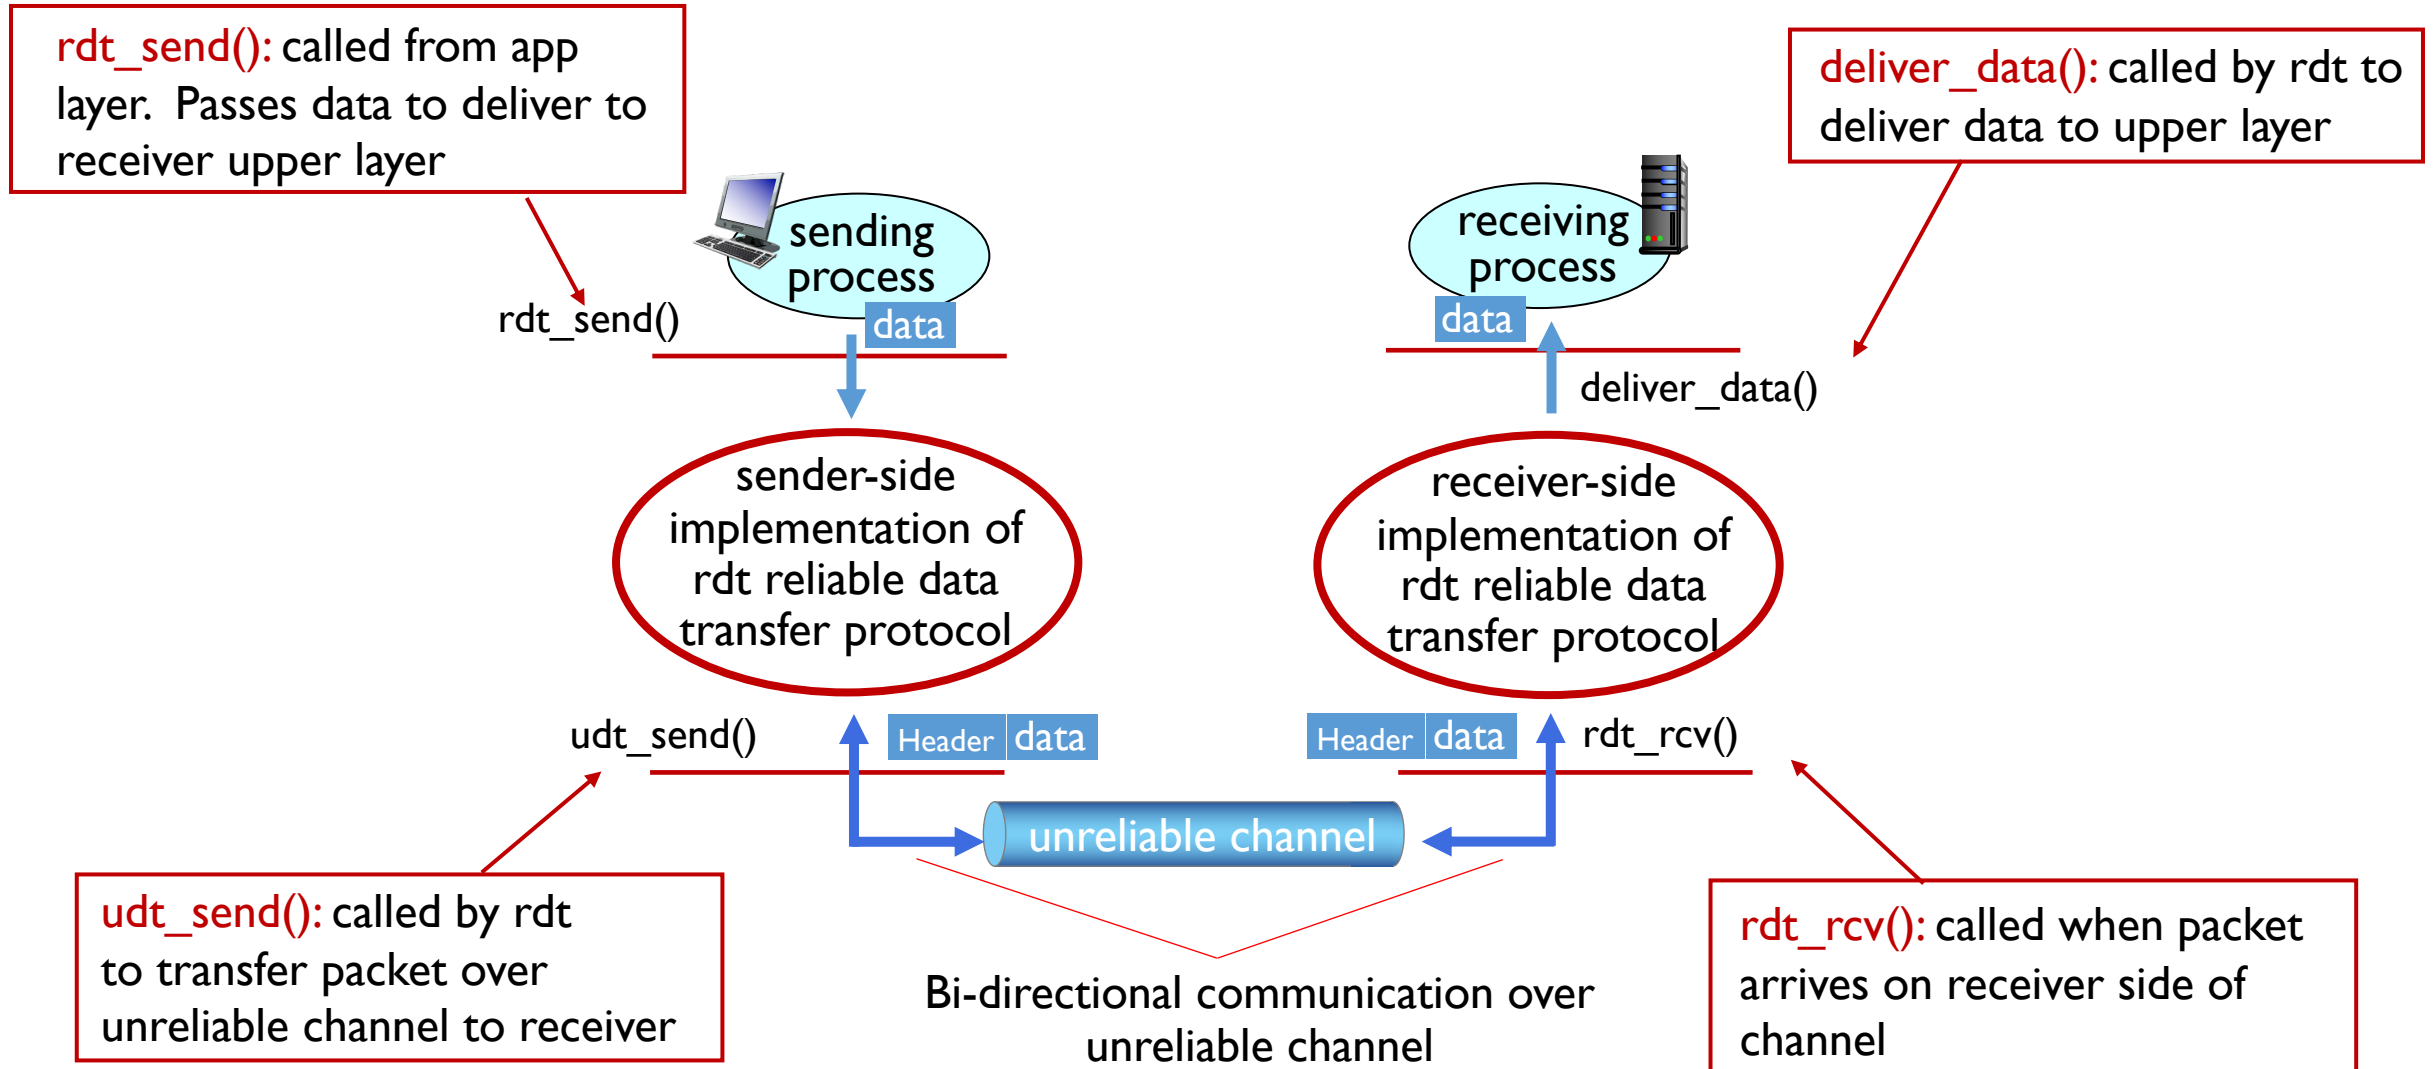 rdt_send(): called from app
layer.  Passes data to deliver to
receiver upper layer
deliver_data(): called by rdt to
deliver data to upper layer
sending
process
data
rdt_send()
receiving
process
data
deliver_data()
sender-side
implementation of
rdt reliable data
transfer protocol
receiver-side
implementation of
rdt reliable data
transfer protocol
udt_send()
Header data
Header data
rdt_rcv()
unreliable channel
udt_send(): called by rdt
to transfer packet over
unreliable channel to receiver
Bi-directional communication over
unreliable channel
rdt_rcv(): called when packet
arrives on receiver side of
channel